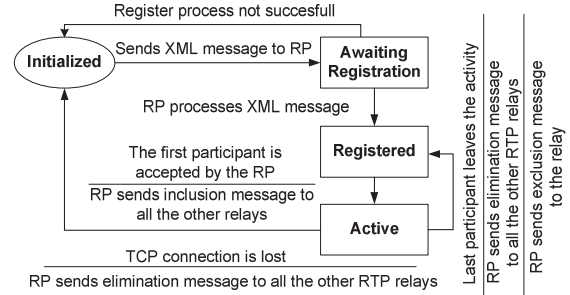 Register process not succesfull
Initialized
Sends XML message to RP
Awaiting
Registration
RP processes XML message
Registered
The first participant is
accepted by the RP
RP sends inclusion message to
all the other relays
Active
TCP connection is lost
RP sends elimination message to all the other RTP relays
Last participant leaves the activity
RP sends elimination message
to all the other RTP relays
RP sends exclusion message
to the relay